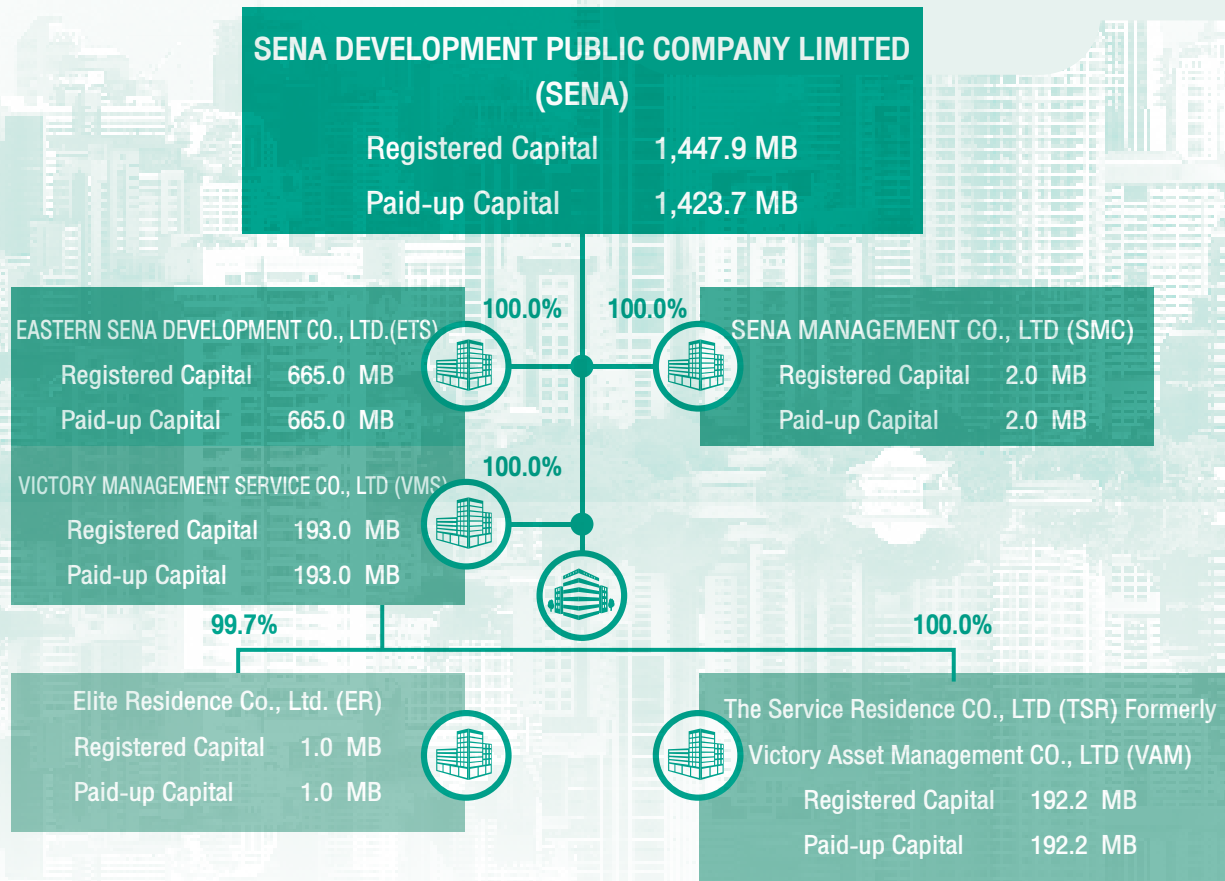 SENA DEVELOPMENT PUBLIC COMPANY LIMITED
(SENA)
Registered Capital 1,447.9 MB
Paid-up Capital 1,423.7 MB
100.0%
100.0%
EASTERN SENA DEVELOPMENT CO., LTD.(ETS)
Registered Capital 665.0 MB
Paid-up Capital 665.0 MB
SENA MANAGEMENT CO., LTD (SMC)
Registered Capital 2.0 MB
Paid-up Capital 2.0 MB
100.0%
VICTORY MANAGEMENT SERVICE CO., LTD (VMS)
Registered Capital 193.0 MB
Paid-up Capital 193.0 MB
99.7%
100.0%
Elite Residence Co., Ltd. (ER)
Registered Capital 1.0 MB
Paid-up Capital 1.0 MB
The Service Residence CO., LTD (TSR) Formerly
Victory Asset Management CO., LTD (VAM)
Registered Capital 192.2 MB
Paid-up Capital 192.2 MB